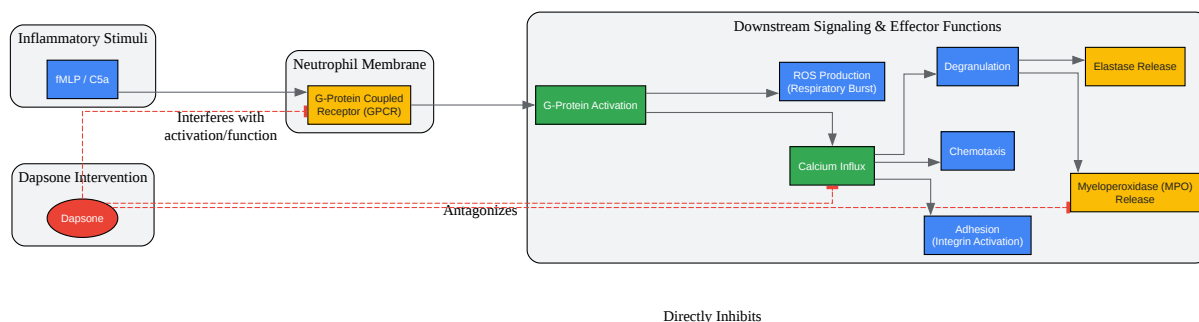 Inflammatory Stimuli
fMLP / C5a
Neutrophil Membrane
G-Protein Coupled
Receptor (GPCR)
Interferes with
activation/function
Dapsone Intervention
Dapsone
Antagonizes
Downstream Signaling & Effector Functions
G-Protein Activation
ROS Production
(Respiratory Burst)
Calcium Influx
Degranulation
Elastase Release
Chemotaxis
Myeloperoxidase (MPO)
Release
Adhesion
(Integrin Activation)
Directly Inhibits